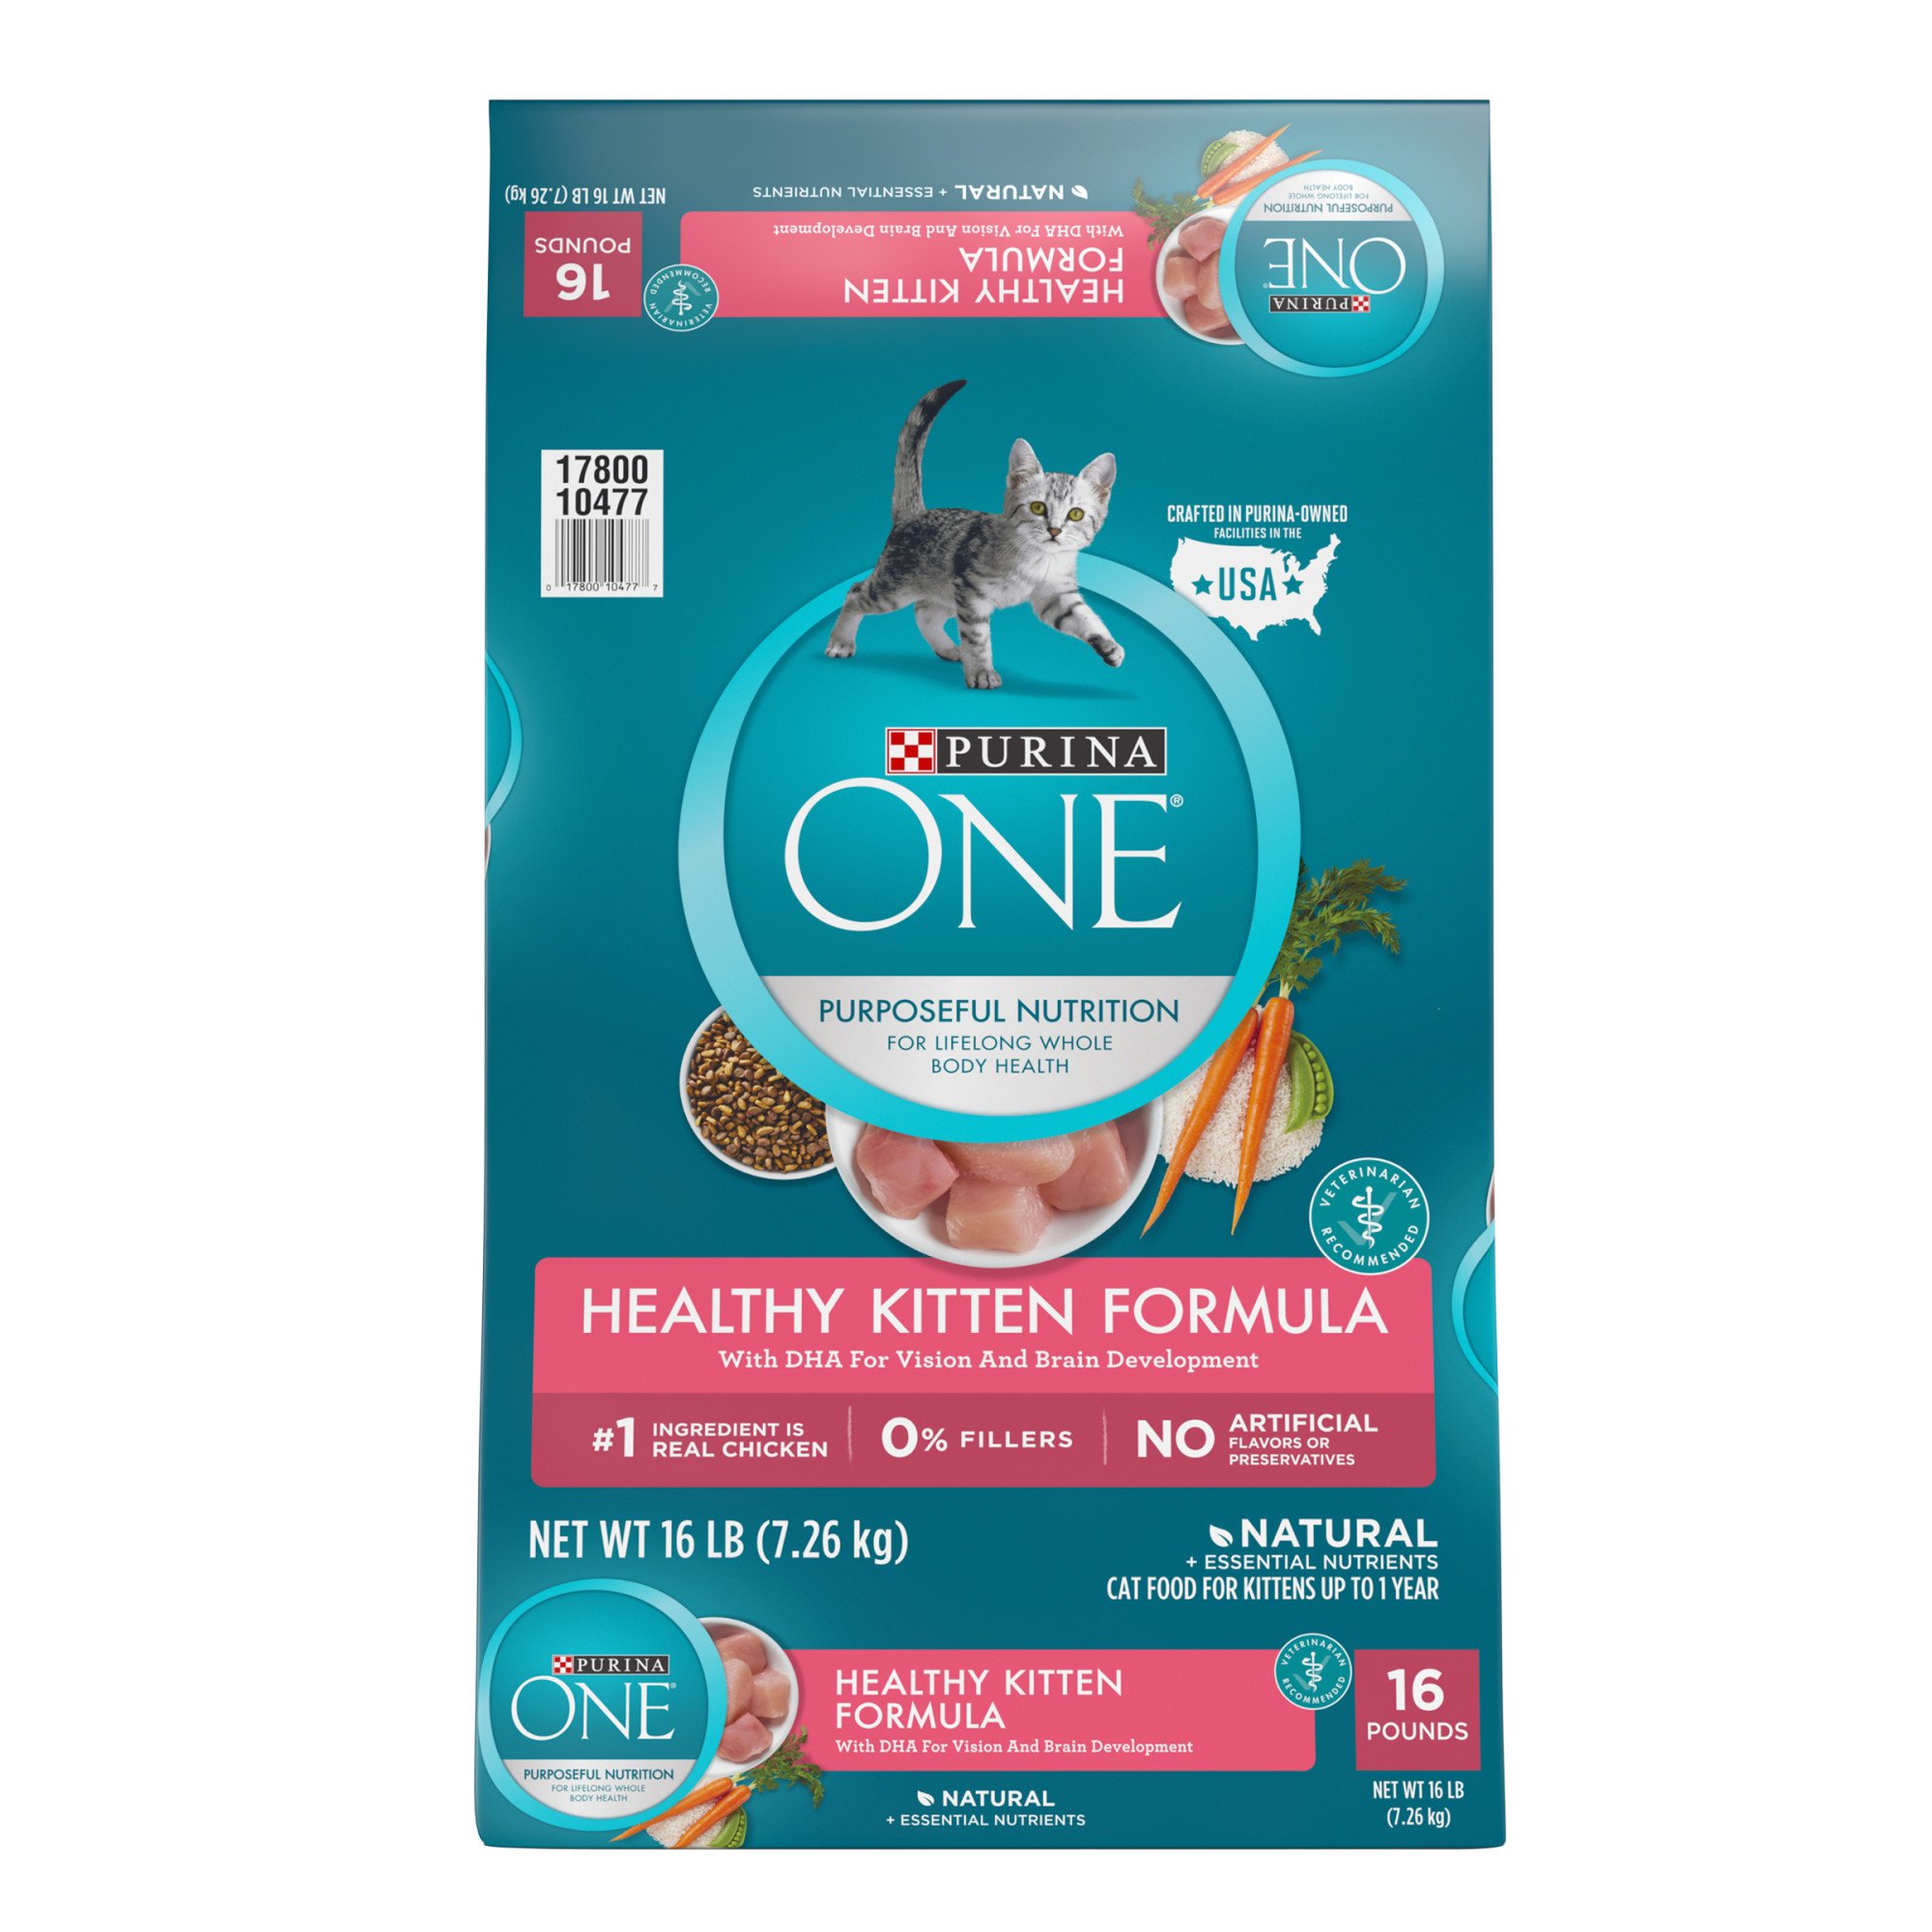 NET WT 16 LB (7.26 kg)
16
POUNDS
VETERINARIAN RECOMMENDED
NATURAL + ESSENTIAL NUTRIENTS
HEALTHY KITTEN
FORMULA
With DHA For Vision And Brain Development
PURINA
ONE®
PURPOSEFUL NUTRITION
FOR LIFELONG WHOLE
BODY HEALTH
17800
10477
0 17800 10477 7
CRAFTED IN PURINA-OWNED
FACILITIES IN THE
USA
PURINA
ONE®
PURPOSEFUL NUTRITION
FOR LIFELONG WHOLE
BODY HEALTH
VETERINARIAN RECOMMENDED
HEALTHY KITTEN FORMULA
With DHA For Vision And Brain Development
#1 INGREDIENT IS
REAL CHICKEN
0% FILLERS
NO ARTIFICIAL
FLAVORS OR
PRESERVATIVES
NET WT 16 LB (7.26 kg)
NATURAL
+ ESSENTIAL NUTRIENTS
CAT FOOD FOR KITTENS UP TO 1 YEAR
PURINA
ONE®
PURPOSEFUL NUTRITION
FOR LIFELONG WHOLE
BODY HEALTH
HEALTHY KITTEN
FORMULA
With DHA For Vision And Brain Development
NATURAL
+ ESSENTIAL NUTRIENTS
VETERINARIAN RECOMMENDED
16
POUNDS
NET WT 16 LB
(7.26 kg)